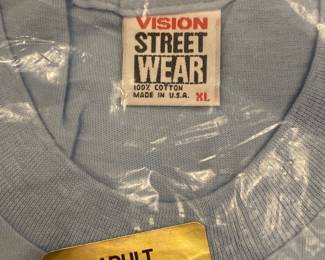 VISION
STREET
WEAR
100% COTTON
MADE IN U.S.A. XL
ADULT